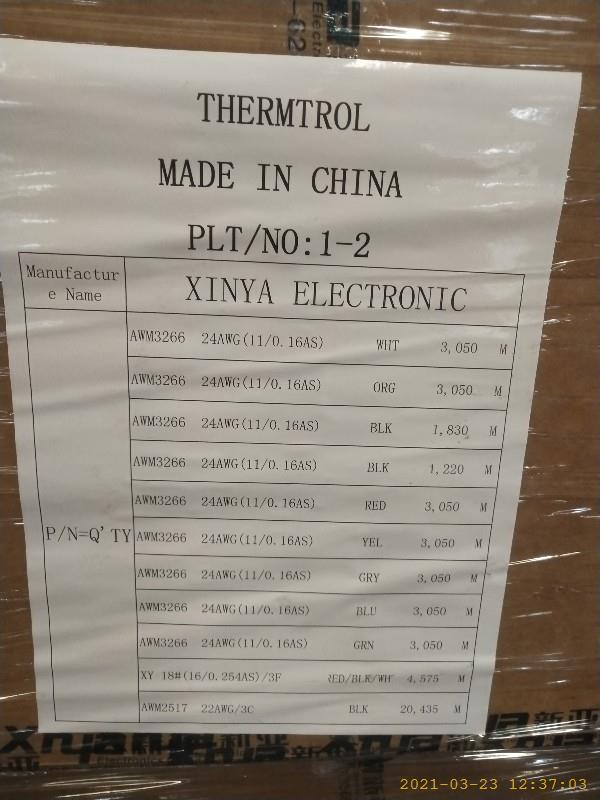 THERMTROL
MADE IN CHINA
PLT/NO:1-2
Manufactur
e Name
XINYA ELECTRONIC
AWM3266 24AWG(11/0.16AS) WHT 3,050 M
AWM3266 24AWG(11/0.16AS) ORG 3,050 M
AWM3266 24AWG(11/0.16AS) BLK 1,830 M
AWM3266 24AWG(11/0.16AS) BLK 1,220 M
AWM3266 24AWG(11/0.16AS) RED 3,050 M
P/N=Q'TY
AWM3266 24AWG(11/0.16AS) YEL 3,050 M
AWM3266 24AWG(11/0.16AS) GRY 3,050 M
AWM3266 24AWG(11/0.16AS) BLU 3,050 M
AWM3266 24AWG(11/0.16AS) GRN 3,050 M
XY 18#(16/0.254AS)/3F RED/BLK/WHT 4,575 M
AWM2517 22AWG/3C BLK 20,435 M
Electronics
新亚
2021-03-23 12:37:03